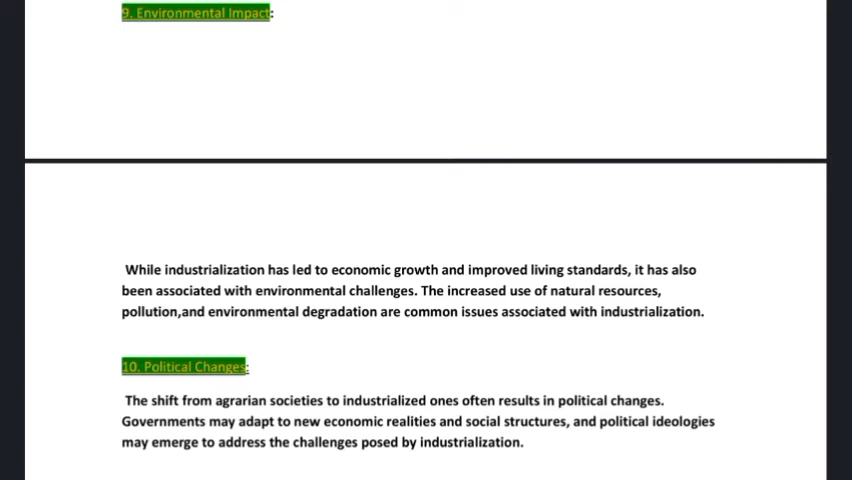 9. Environmental Impact:
While industrialization has led to economic growth and improved living standards, it has also
been associated with environmental challenges. The increased use of natural resources,
pollution,and environmental degradation are common issues associated with industrialization.
10. Political Changes:
The shift from agrarian societies to industrialized ones often results in political changes.
Governments may adapt to new economic realities and social structures, and political ideologies
may emerge to address the challenges posed by industrialization.